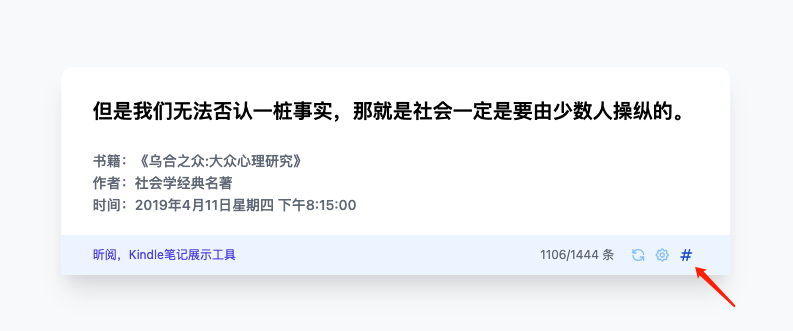 但是我们无法否认一桩事实，那就是社会一定是要由少数人操纵的。
书籍：《乌合之众:大众心理研究》
作者：社会学经典名著
时间：2019年4月11日星期四 下午8:15:00
昕阅，Kindle笔记展示工具 1106/1444 条 #